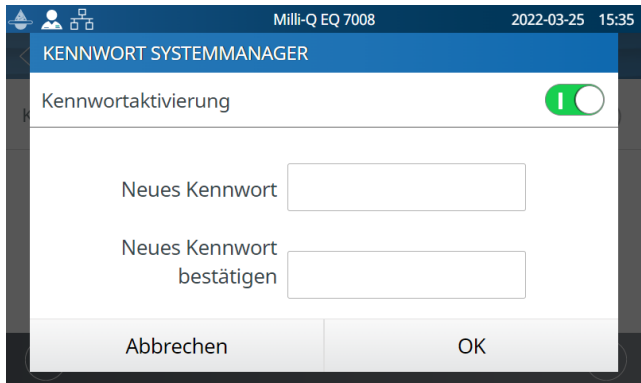 Milli-Q EQ 7008 2022-03-25 15:35
KENNWORT SYSTEMMANAGER
Kennwortaktivierung
Neues Kennwort
Neues Kennwort
bestätigen
Abbrechen OK